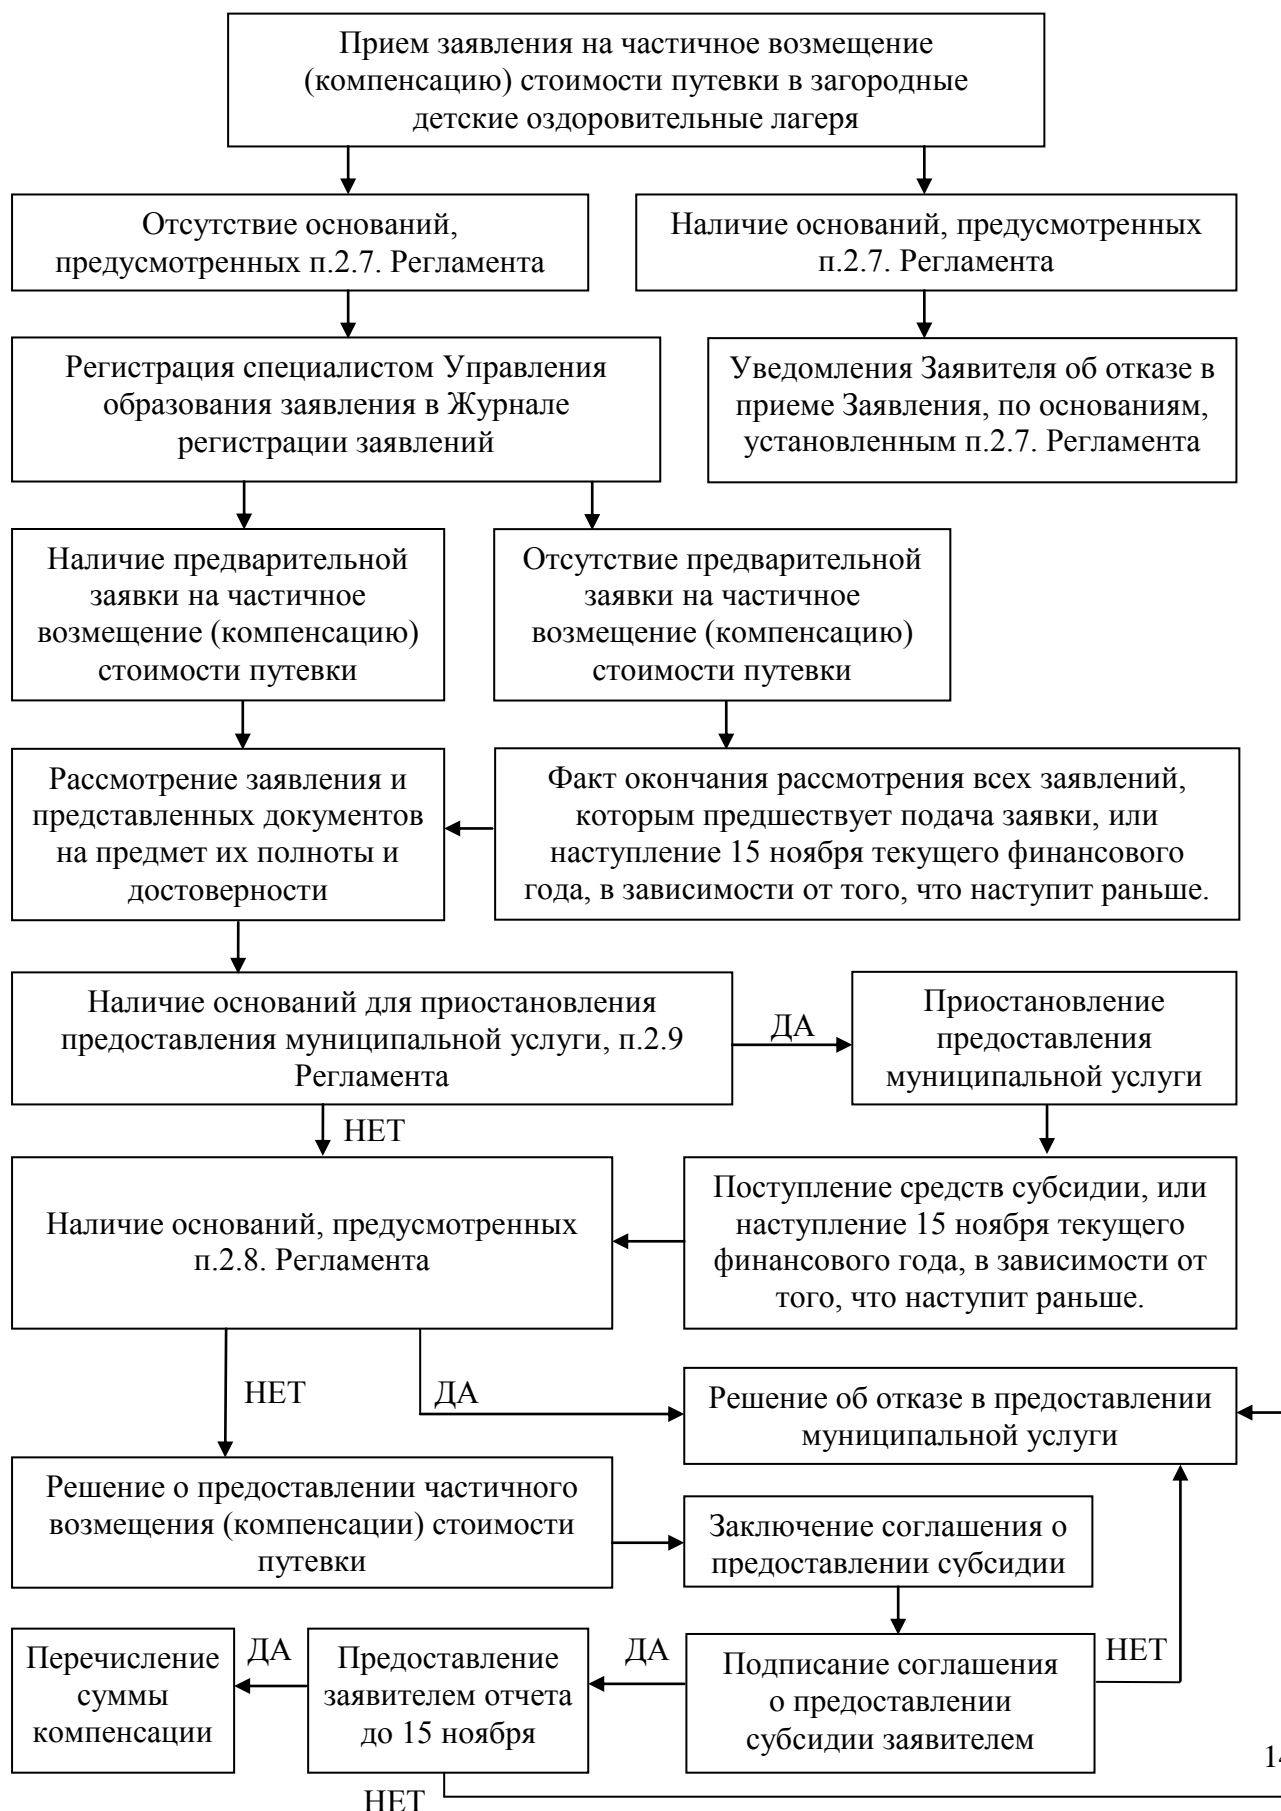 Прием заявления на частичное возмещение
(компенсацию) стоимости путевки в загородные
детские оздоровительные лагеря
Отсутствие оснований,
предусмотренных п.2.7. Регламента
Наличие оснований, предусмотренных
п.2.7. Регламента
Регистрация специалистом Управления
образования заявления в Журнале
регистрации заявлений
Уведомления Заявителя об отказе в
приеме Заявления, по основаниям,
установленным п.2.7. Регламента
Наличие предварительной
заявки на частичное
возмещение (компенсацию)
стоимости путевки
Отсутствие предварительной
заявки на частичное
возмещение (компенсацию)
стоимости путевки
Рассмотрение заявления и
представленных документов
на предмет их полноты и
достоверности
Факт окончания рассмотрения всех заявлений,
которым предшествует подача заявки, или
наступление 15 ноября текущего финансового
года, в зависимости от того, что наступит раньше.
Наличие оснований для приостановления
предоставления муниципальной услуги, п.2.9
Регламента
ДА
Приостановление
предоставления
муниципальной услуги
НЕТ
Наличие оснований, предусмотренных
п.2.8. Регламента
Поступление средств субсидии, или
наступление 15 ноября текущего
финансового года, в зависимости от
того, что наступит раньше.
НЕТ
ДА
Решение об отказе в предоставлении
муниципальной услуги
Решение о предоставлении частичного
возмещения (компенсации) стоимости
путевки
Заключение соглашения о
предоставлении субсидии
Перечисление
суммы
компенсации
ДА
Предоставление
заявителем отчета
до 15 ноября
ДА
Подписание соглашения
о предоставлении
субсидии заявителем
НЕТ
14
НЕТ